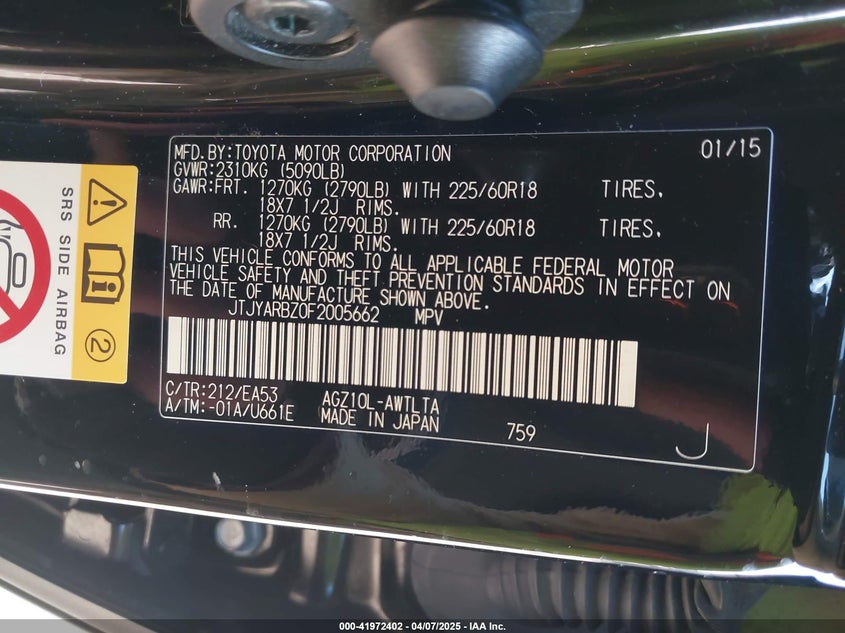 MFD.BY:TOYOTA MOTOR CORPORATION 01/15
GVWR:2310KG (5090LB)
GAWR:FRT. 1270KG (2790LB) WITH 225/60R18 TIRES,
18X7 1/2J RIMS.
RR. 1270KG (2790LB) WITH 225/60R18 TIRES,
18X7 1/2J RIMS.
THIS VEHICLE CONFORMS TO ALL APPLICABLE FEDERAL MOTOR
VEHICLE SAFETY AND THEFT PREVENTION STANDARDS IN EFFECT ON
THE DATE OF MANUFACTURE SHOWN ABOVE.
JTJYARBZ0F2005662 MPV
C/TR:212/EA53 AGZ10L-AWTLTA
A/TM:-01A/U661E MADE IN JAPAN 759
J
SRS SIDE AIRBAG
2
000-41972402 - 04/07/2025 - IAA Inc.